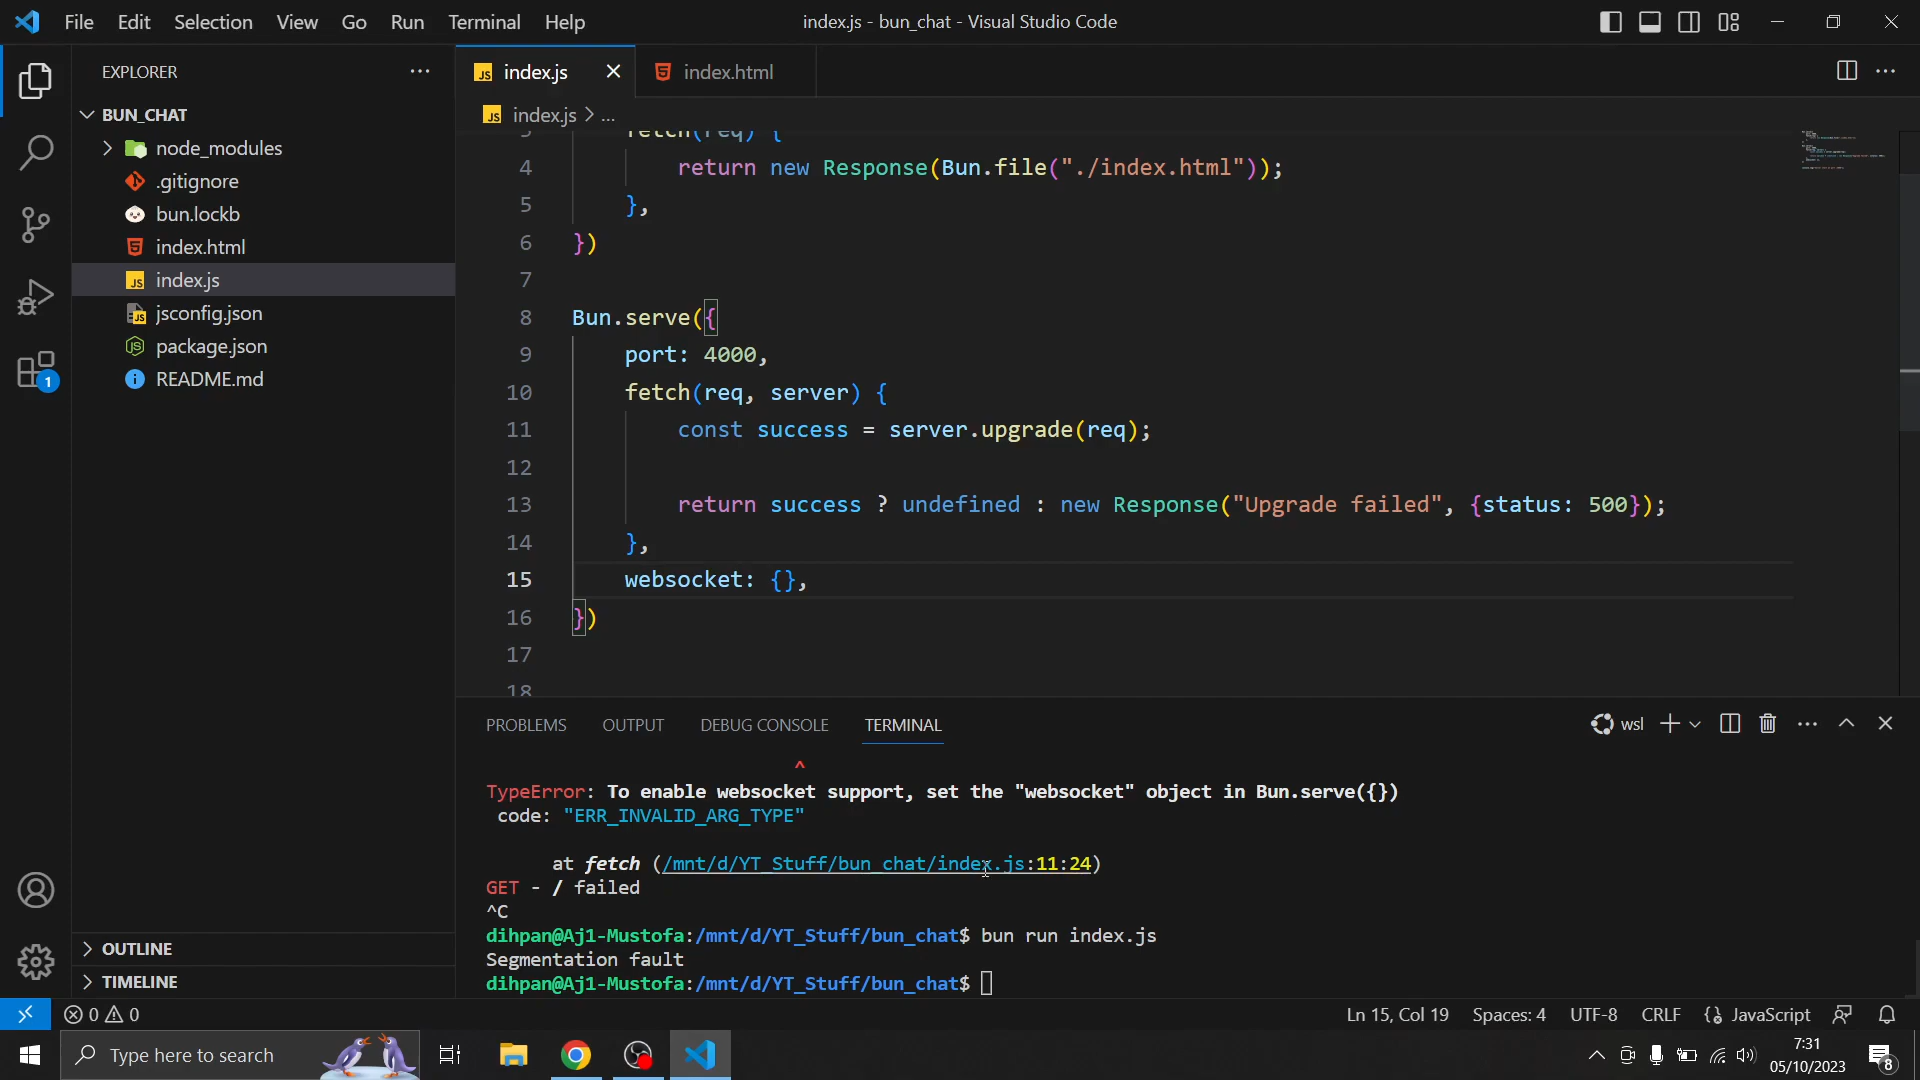 File Edit Selection View Go Run Terminal Help
index.js - bun_chat - Visual Studio Code
EXPLORER
BUN_CHAT
node_modules
.gitignore
bun.lockb
index.html
index.js
jsconfig.json
package.json
README.md
OUTLINE
TIMELINE
index.js
index.html
index.js > ...
3 fetch(req) {
4 return new Response(Bun.file("./index.html"));
5 },
6 })
7
8 Bun.serve({
9 port: 4000,
10 fetch(req, server) {
11 const success = server.upgrade(req);
12
13 return success ? undefined : new Response("Upgrade failed", {status: 500});
14 },
15 websocket: {},
16 })
17
18
PROBLEMS OUTPUT DEBUG CONSOLE TERMINAL
wsl
^
TypeError: To enable websocket support, set the "websocket" object in Bun.serve({})
code: "ERR_INVALID_ARG_TYPE"
at fetch (/mnt/d/YT_Stuff/bun_chat/index.js:11:24)
GET - / failed
^C
dihpan@Aj1-Mustofa:/mnt/d/YT_Stuff/bun_chat$ bun run index.js
Segmentation fault
dihpan@Aj1-Mustofa:/mnt/d/YT_Stuff/bun_chat$
0 0
Ln 15, Col 19 Spaces: 4 UTF-8 CRLF {} JavaScript
Type here to search
7:31
05/10/2023
8
1